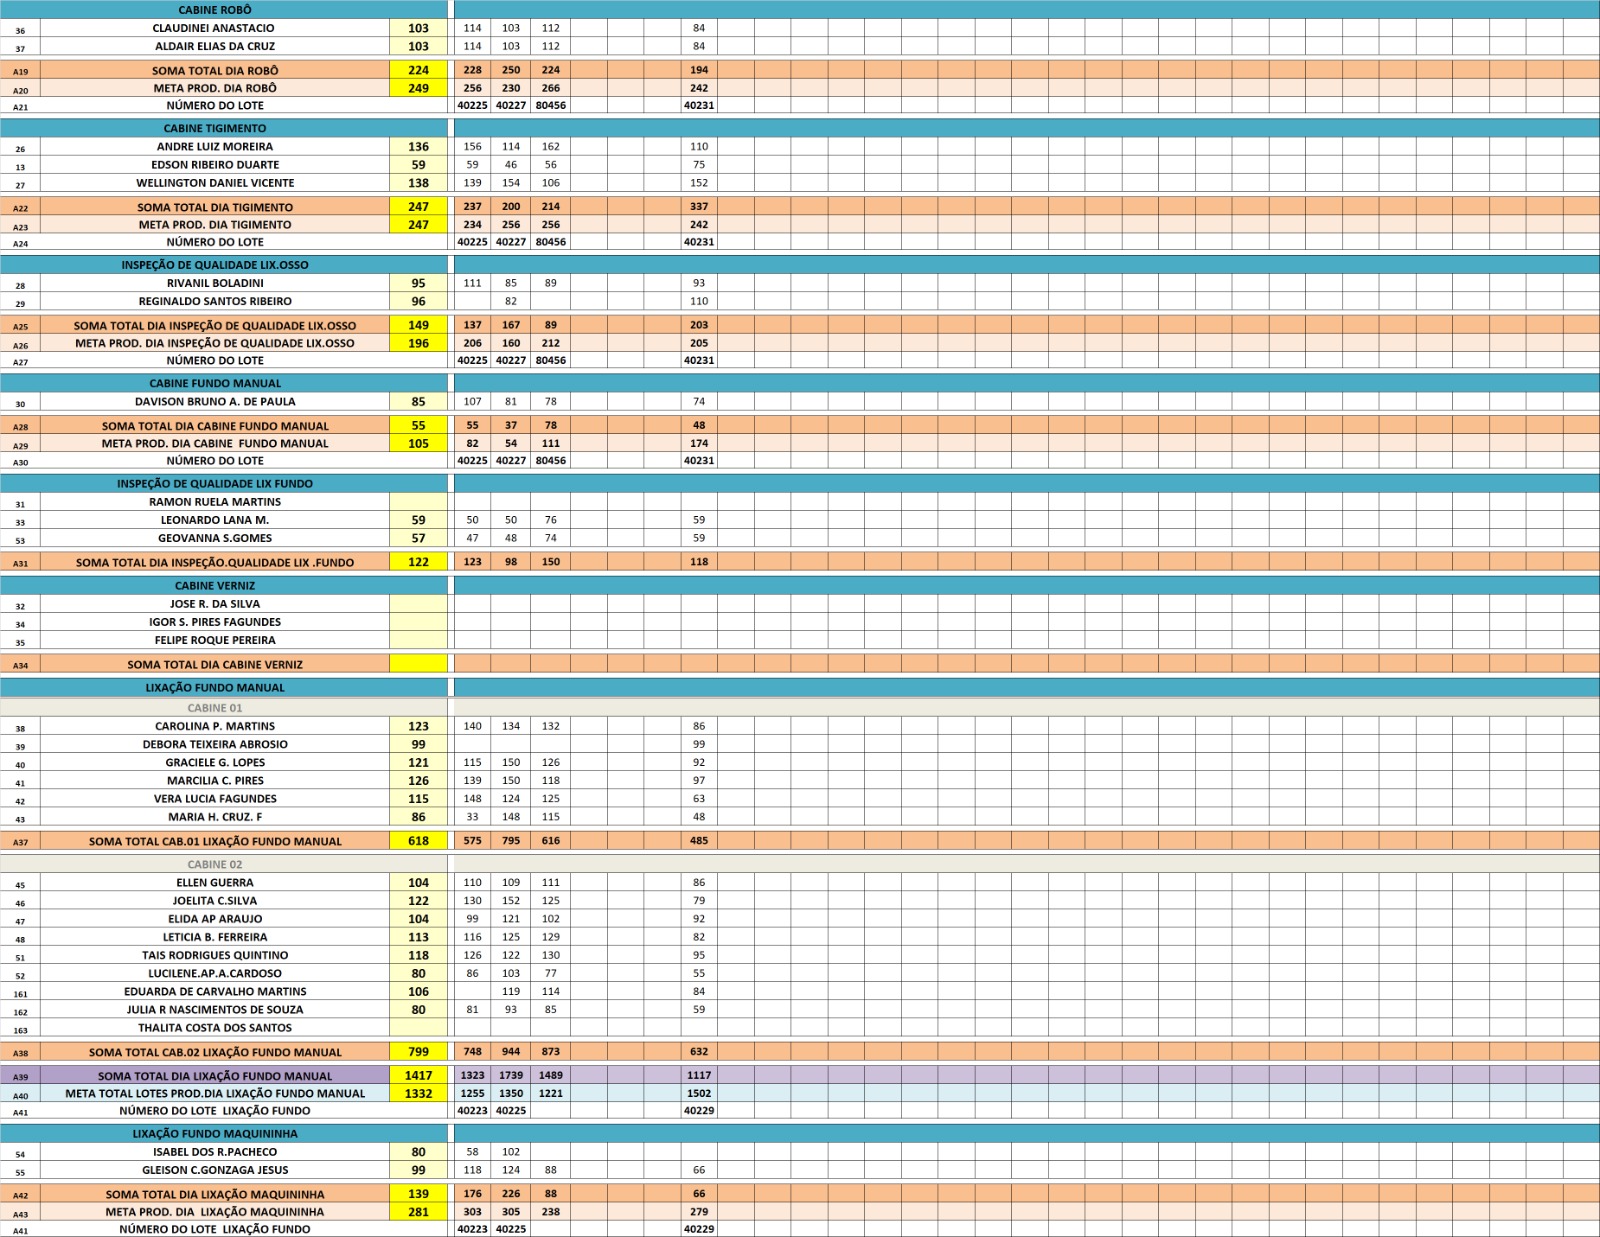 CABINE ROBÔ
36 CLAUDINEI ANASTACIO 103 114 103 112 84
37 ALDAIR ELIAS DA CRUZ 103 114 103 112 84
A19 SOMA TOTAL DIA ROBÔ 224 228 250 224 194
A20 META PROD. DIA ROBÔ 249 256 230 266 242
A21 NÚMERO DO LOTE 40225 40227 80456 40231
CABINE TIGIMENTO
26 ANDRE LUIZ MOREIRA 136 156 114 162 110
13 EDSON RIBEIRO DUARTE 59 59 46 56 75
27 WELLINGTON DANIEL VICENTE 138 139 154 106 152
A22 SOMA TOTAL DIA TIGIMENTO 247 237 200 214 337
A23 META PROD. DIA TIGIMENTO 247 234 256 256 242
A24 NÚMERO DO LOTE 40225 40227 80456 40231
INSPEÇÃO DE QUALIDADE LIX.OSSO
28 RIVANIL BOLADINI 95 111 85 89 93
29 REGINALDO SANTOS RIBEIRO 96 82 110
A25 SOMA TOTAL DIA INSPEÇÃO DE QUALIDADE LIX.OSSO 149 137 167 89 203
A26 META PROD. DIA INSPEÇÃO DE QUALIDADE LIX.OSSO 196 206 160 212 205
A27 NÚMERO DO LOTE 40225 40227 80456 40231
CABINE FUNDO MANUAL
30 DAVISON BRUNO A. DE PAULA 85 107 81 78 74
A28 SOMA TOTAL DIA CABINE FUNDO MANUAL 55 55 37 78 48
A29 META PROD. DIA CABINE FUNDO MANUAL 105 82 54 111 174
A30 NÚMERO DO LOTE 40225 40227 80456 40231
INSPEÇÃO DE QUALIDADE LIX FUNDO
31 RAMON RUELA MARTINS
33 LEONARDO LANA M. 59 50 50 76 59
53 GEOVANNA S.GOMES 57 47 48 74 59
A31 SOMA TOTAL DIA INSPEÇÃO.QUALIDADE LIX .FUNDO 122 123 98 150 118
CABINE VERNIZ
32 JOSE R. DA SILVA
34 IGOR S. PIRES FAGUNDES
35 FELIPE ROQUE PEREIRA
A34 SOMA TOTAL DIA CABINE VERNIZ
LIXAÇÃO FUNDO MANUAL
CABINE 01
38 CAROLINA P. MARTINS 123 140 134 132 86
39 DEBORA TEIXEIRA ABROSIO 99 99
40 GRACIELE G. LOPES 121 115 150 126 92
41 MARCILIA C. PIRES 126 139 150 118 97
42 VERA LUCIA FAGUNDES 115 148 124 125 63
43 MARIA H. CRUZ. F 86 33 148 115 48
A37 SOMA TOTAL CAB.01 LIXAÇÃO FUNDO MANUAL 618 575 795 616 485
CABINE 02
45 ELLEN GUERRA 104 110 109 111 86
46 JOELITA C.SILVA 122 130 152 125 79
47 ELIDA AP ARAUJO 104 99 121 102 92
48 LETICIA B. FERREIRA 113 116 125 129 82
51 TAIS RODRIGUES QUINTINO 118 126 122 130 95
52 LUCILENE.AP.A.CARDOSO 80 86 103 77 55
161 EDUARDA DE CARVALHO MARTINS 106 119 114 84
162 JULIA R NASCIMENTOS DE SOUZA 80 81 93 85 59
163 THALITA COSTA DOS SANTOS
A38 SOMA TOTAL CAB.02 LIXAÇÃO FUNDO MANUAL 799 748 944 873 632
A39 SOMA TOTAL DIA LIXAÇÃO FUNDO MANUAL 1417 1323 1739 1489 1117
A40 META TOTAL LOTES PROD.DIA LIXAÇÃO FUNDO MANUAL 1332 1255 1350 1221 1502
A41 NÚMERO DO LOTE LIXAÇÃO FUNDO 40223 40225 40229
LIXAÇÃO FUNDO MAQUININHA
54 ISABEL DOS R.PACHECO 80 58 102
55 GLEISON C.GONZAGA JESUS 99 118 124 88 66
A42 SOMA TOTAL DIA LIXAÇÃO MAQUININHA 139 176 226 88 66
A43 META PROD. DIA LIXAÇÃO MAQUININHA 281 303 305 238 279
A41 NÚMERO DO LOTE LIXAÇÃO FUNDO 40223 40225 40229